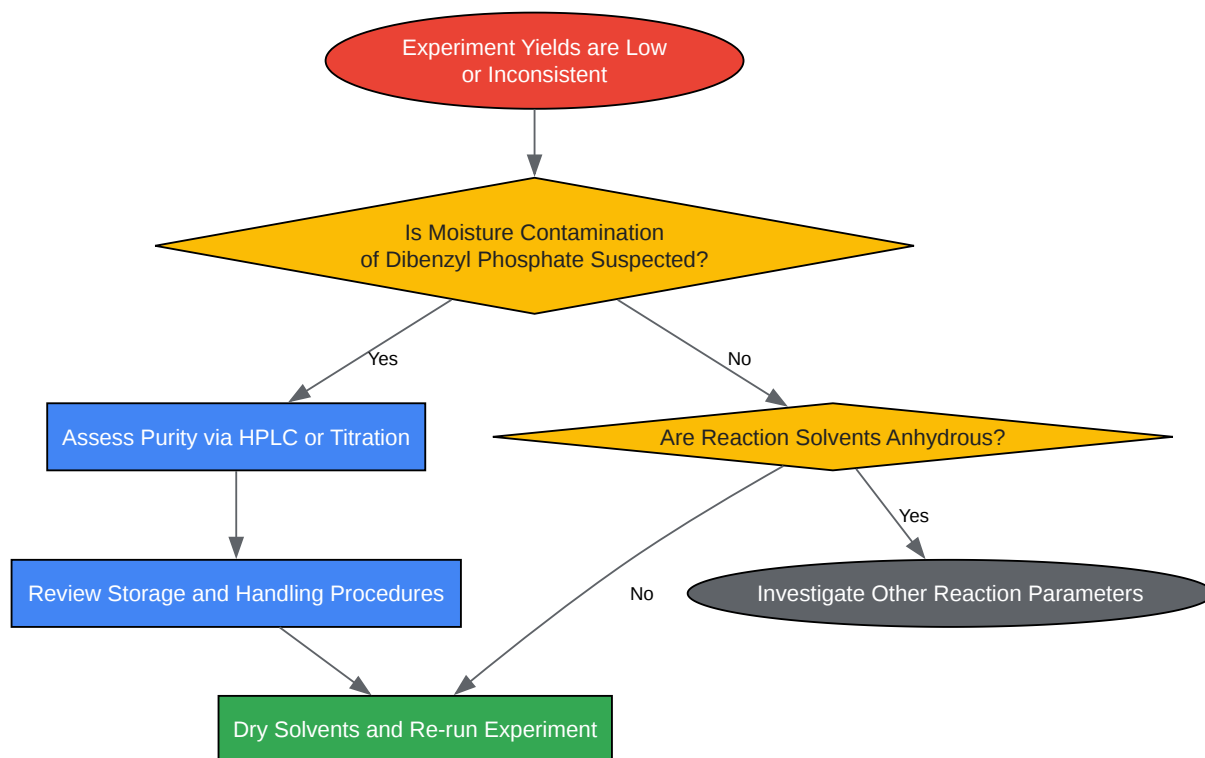 Experiment Yields are Low
or Inconsistent
Is Moisture Contamination
of Dibenzyl Phosphate Suspected?
Yes
No
Assess Purity via HPLC or Titration
Are Reaction Solvents Anhydrous?
Yes
Review Storage and Handling Procedures
No
Investigate Other Reaction Parameters
Dry Solvents and Re-run Experiment